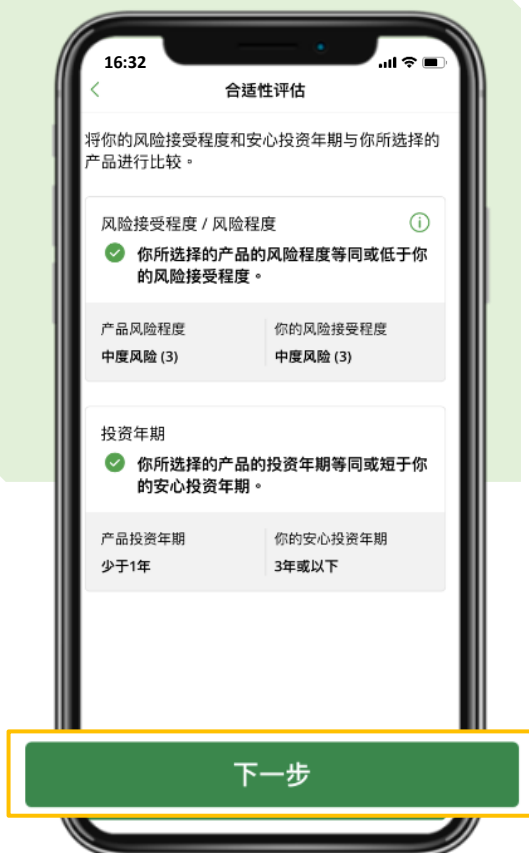 16:32
合适性评估
将你的风险接受程度和安心投资年期与你所选择的
产品进行比较。
风险接受程度 / 风险程度
你所选择的产品的风险程度等同或低于你
的风险接受程度。
产品风险程度
你的风险接受程度
中度风险 (3)
中度风险 (3)
投资年期
你所选择的产品的投资年期等同或短于你
的安心投资年期。
产品投资年期
你的安心投资年期
少于1年
3年或以下
下一步